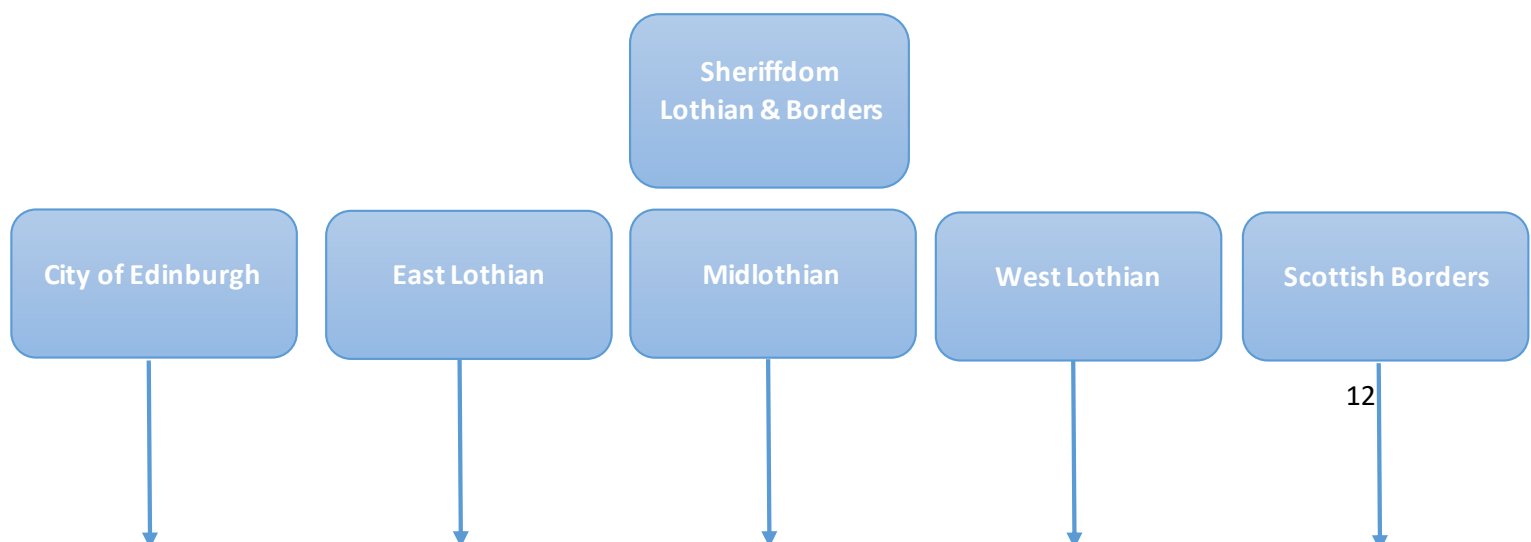 Sheriffdom
Lothian & Borders
City of Edinburgh
East Lothian
Midlothian
West Lothian
Scottish Borders
12